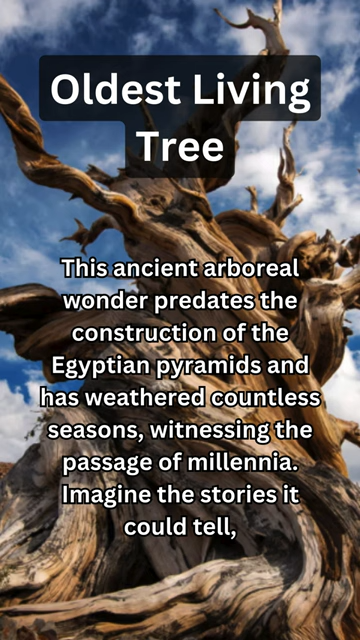 Oldest Living
Tree
This ancient arboreal
wonder predates the
construction of the
Egyptian pyramids and
has weathered countless
seasons, witnessing the
passage of millennia.
Imagine the stories it
could tell,